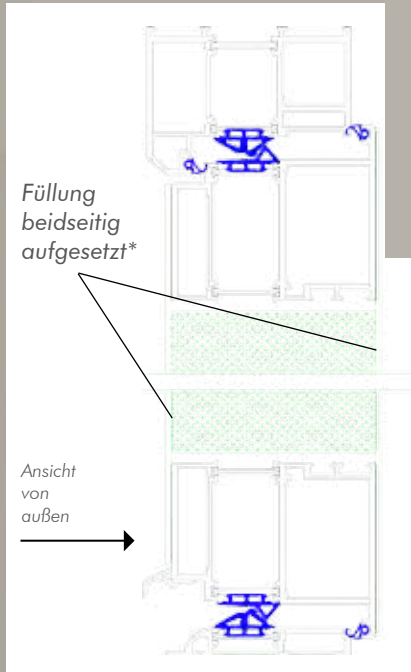 Füllung
beidseitig
aufgesetzt*
Ansicht
von
außen